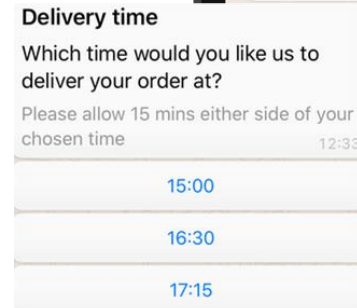 Delivery time
Which time would you like us to
deliver your order at?
Please allow 15 mins either side of your
chosen time
12:33
15:00
16:30
17:15